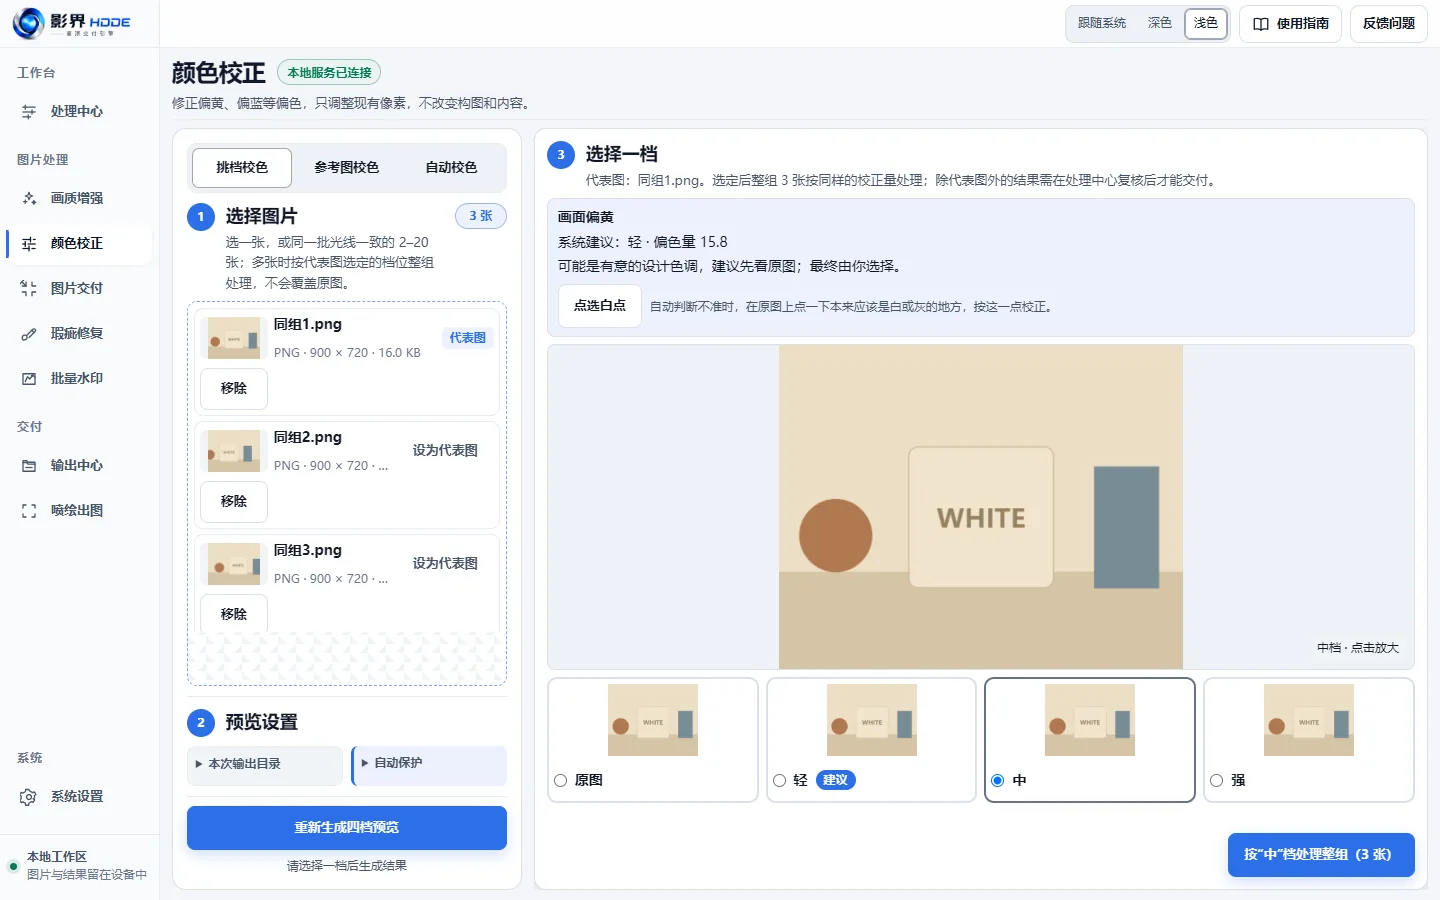 影界 HDDE
跟随系统
深色
浅色
使用指南
反馈问题
工作台
处理中心
图片处理
画质增强
颜色校正
图片交付
瑕疵修复
批量水印
交付
输出中心
喷绘出图
系统
系统设置
本地工作区
图片与结果留在设备中
颜色校正
本地服务已连接
修正偏黄、偏蓝等偏色，只调整现有像素，不改变构图和内容。
挑档校色
参考图校色
自动校色
1 选择图片
3 张
选一张，或同一批光线一致的 2–20
张；多张时按代表图选定的档位整组
处理，不会覆盖原图。
同组1.png
PNG · 900 × 720 · 16.0 KB
代表图
移除
同组2.png
PNG · 900 × 720 · ...
设为代表图
移除
同组3.png
PNG · 900 × 720 · ...
设为代表图
移除
2 预览设置
本次输出目录
自动保护
重新生成四档预览
请选择一档后生成结果
3 选择一档
代表图：同组1.png。选定后整组 3 张按同样的校正量处理；除代表图外的结果需在处理中心复核后才能交付。
画面偏黄
系统建议：轻 · 偏色量 15.8
可能是有意的设计色调，建议先看原图；最终由你选择。
点选白点
自动判断不准时，在原图上点一下本来应该是白或灰的地方，按这一点校正。
WHITE
中档 · 点击放大
WHITE
WHITE
WHITE
WHITE
原图
轻 建议
中
强
按“中”档处理整组（3 张）